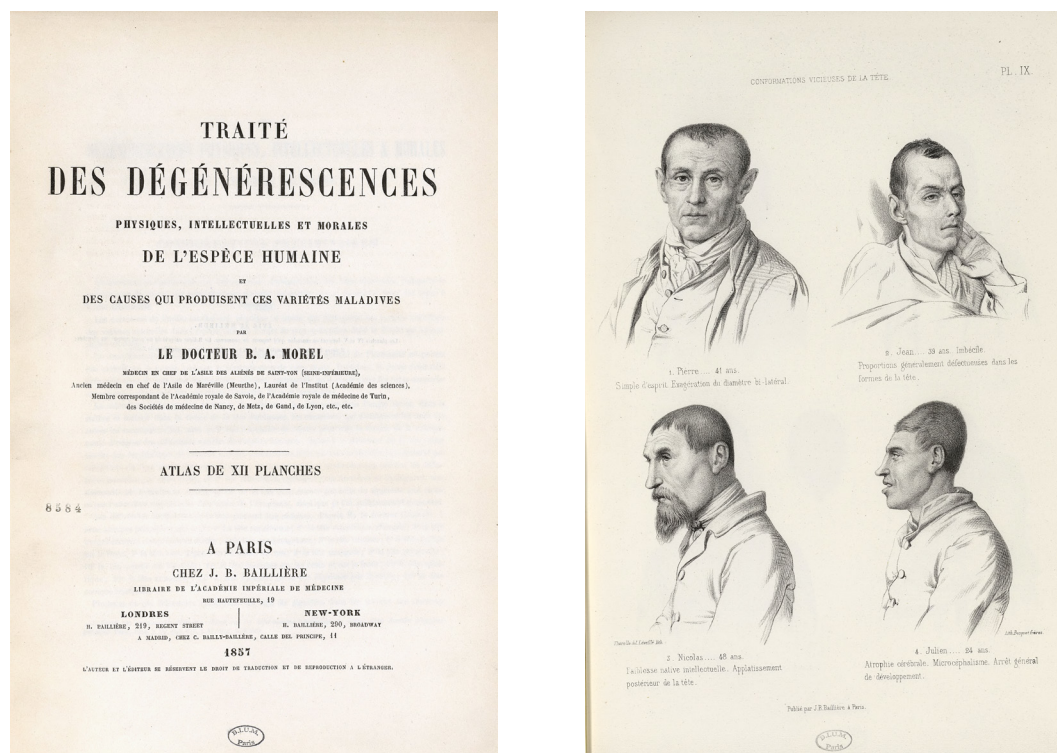 TRAITÉ
DES DÉGÉNÉRESCENCES
PHYSIQUES, INTELLECTUELLES ET MORALES
DE L'ESPÈCE HUMAINE
ET
DES CAUSES QUI PRODUISENT CES VARIÉTÉS MALADIVES
PAR
LE DOCTEUR B. A. MOREL
MÉDECIN EN CHEF DE L'ASILE DES ALIÉNÉS DE SAINT-YON (SEINE-INFÉRIEURE),
Ancien médecin en chef de l'Asile de Maréville (Meurthe), Lauréat de l'Institut (Académie des sciences),
Membre correspondant de l'Académie royale de Savoie, de l'Académie royale de médecine de Turin,
des Sociétés de médecine de Nancy, de Metz, de Gand, de Lyon, etc., etc.
ATLAS DE XII PLANCHES
8584
A PARIS
CHEZ J. B. BAILLIÈRE
LIBRAIRE DE L'ACADÉMIE IMPÉRIALE DE MÉDECINE
RUE HAUTEFEUILLE, 19
LONDRES
H. BAILLIÈRE, 219, REGENT STREET
NEW-YORK
H. BAILLIÈRE, 290, BROADWAY
A MADRID, CHEZ C. BAILLY-BAILLIÈRE, CALLE DEL PRINCIPE, 11
1857
L'AUTEUR ET L'ÉDITEUR SE RÉSERVENT LE DROIT DE TRADUCTION ET DE REPRODUCTION A L'ÉTRANGER.
B.I.U.M.
Paris
CONFORMATIONS VICIEUSES DE LA TÊTE.
PL. IX.
1. Pierre.... 41 ans.
Simple d'esprit. Exagération du diamètre bi-latéral.
3. Jean.... 39 ans. Imbécile.
Proportions généralement défectueuses dans les
formes de la tête.
Lith. Becquet frères.
2. Nicolas.... 48 ans.
Faiblesse native intellectuelle. Applatissement
postérieur de la tête.
4. Julien.... 24 ans.
Atrophie cérébrale. Microcéphalisme. Arrêt général
de développement.
Publié par J.B. Baillière, à Paris.
B.I.U.M.
Paris